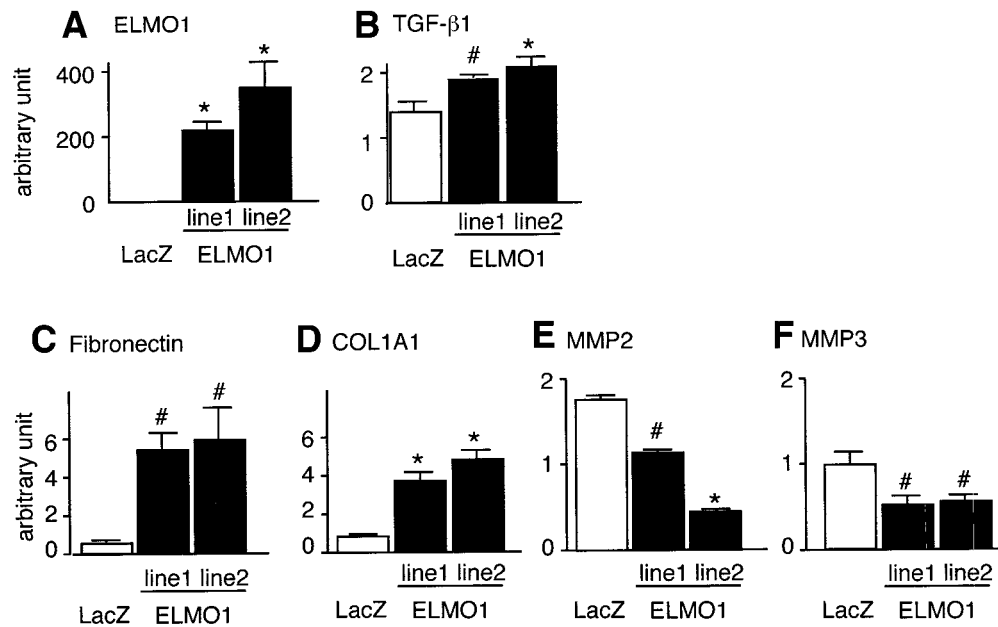 A ELMO1
arbitrary unit
400
200
0
*
*
line1 line2
LacZ ELMO1
B TGF-β1
2
1
0
#
*
line1 line2
LacZ ELMO1
C Fibronectin
arbitrary unit
6
4
2
0
#
#
line1 line2
LacZ ELMO1
D COL1A1
6
4
2
0
*
*
line1 line2
LacZ ELMO1
E MMP2
2
1
0
#
*
line1 line2
LacZ ELMO1
F MMP3
2
1
0
#
#
line1 line2
LacZ ELMO1